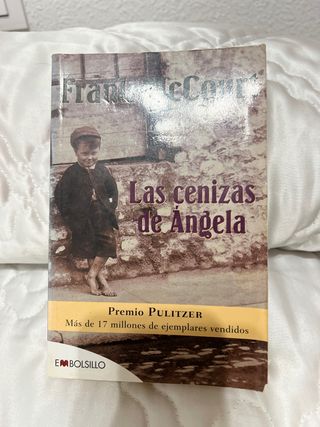 Frank McCourt
Las cenizas
de Ángela
Premio PULITZER
Más de 17 millones de ejemplares vendidos
EMBOLSILLO